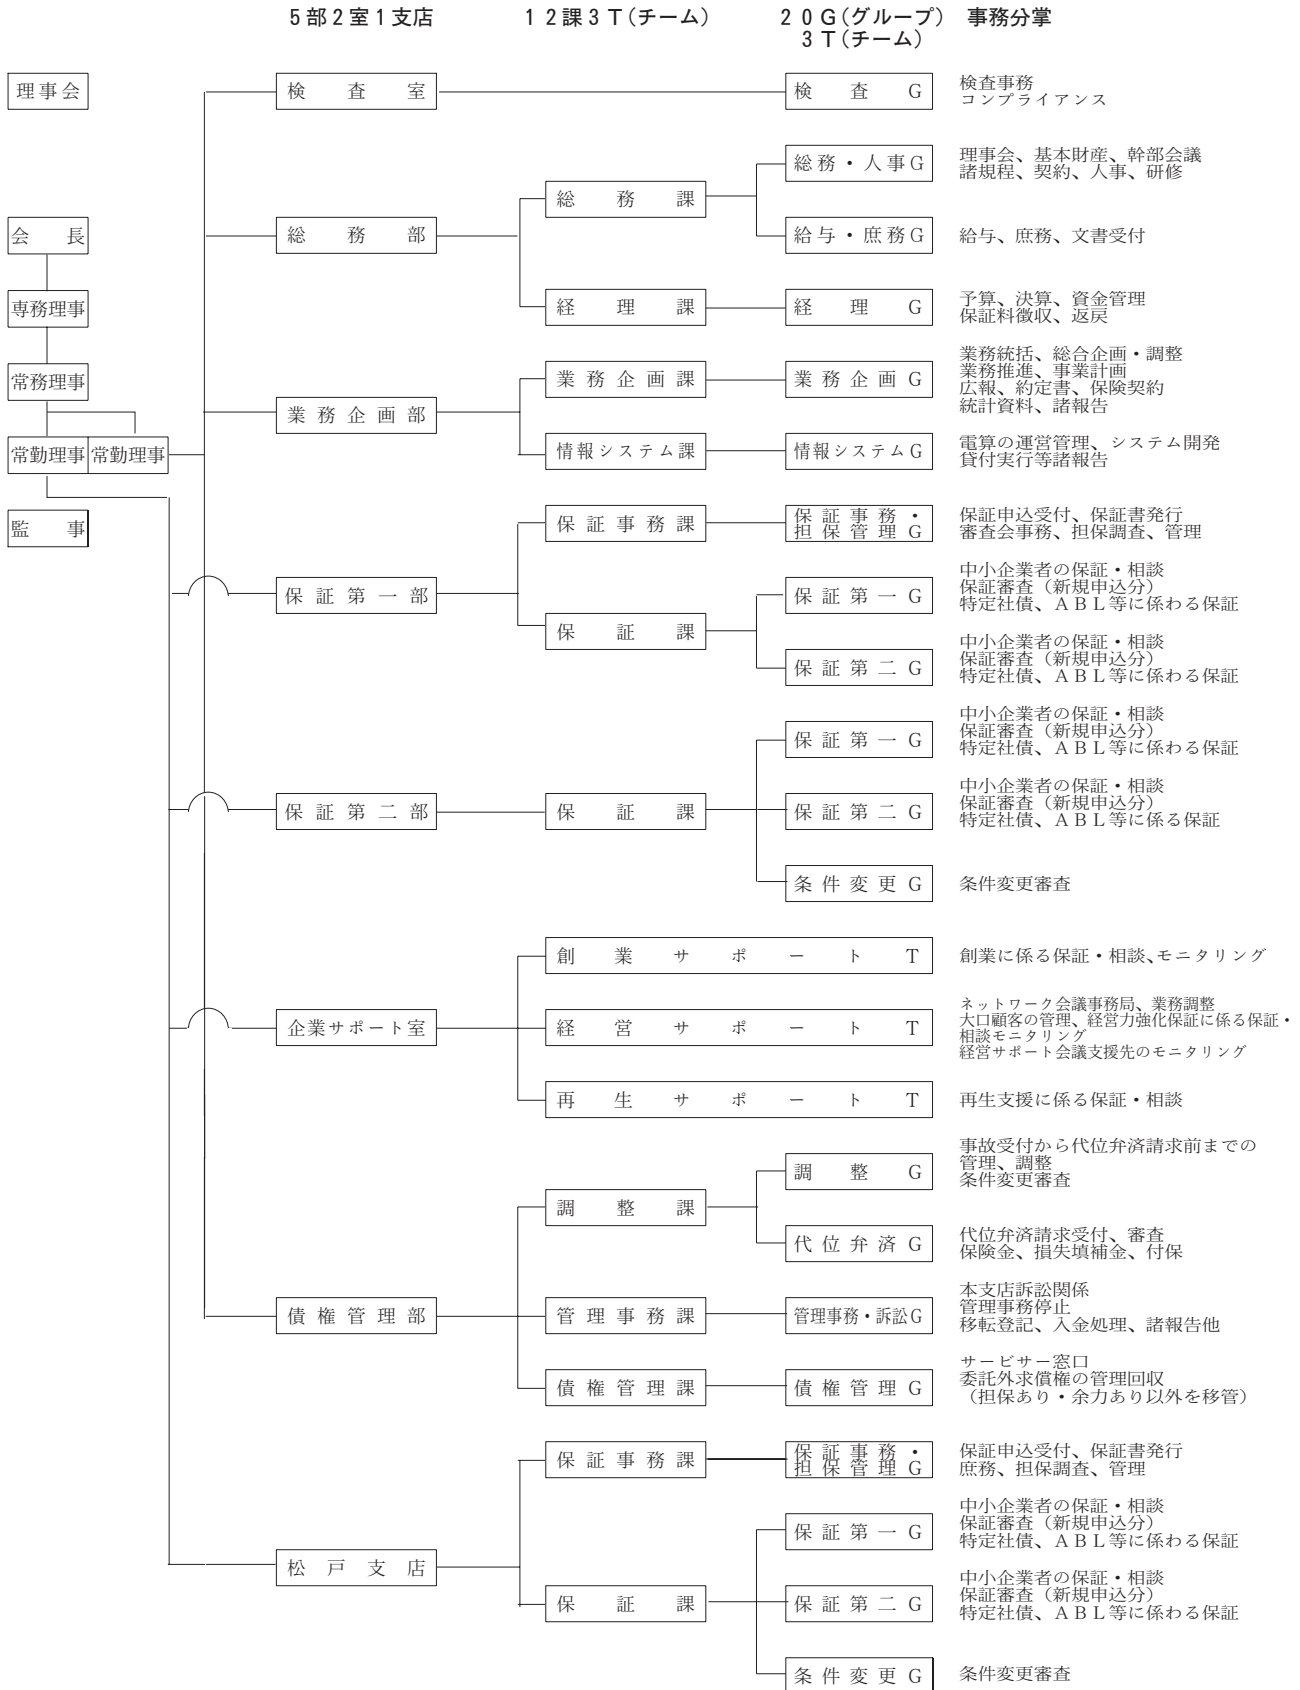 5部2室1支店
12課3T(チーム)
20G(グループ)
3T(チーム)
事務分掌
理事会
会長
専務理事
常務理事
常勤理事
常勤理事
監事
検査室
検査G
検査事務
コンプライアンス
総務部
総務課
総務・人事G
理事会、基本財産、幹部会議
諸規程、契約、人事、研修
給与・庶務G
給与、庶務、文書受付
経理課
経理G
予算、決算、資金管理
保証料徴収、返戻
業務企画部
業務企画課
業務企画G
業務統括、総合企画・調整
業務推進、事業計画
広報、約定書、保険契約
統計資料、諸報告
情報システム課
情報システムG
電算の運営管理、システム開発
貸付実行等諸報告
保証第一部
保証事務課
保証事務・
担保管理G
保証申込受付、保証書発行
審査会事務、担保調査、管理
保証課
保証第一G
中小企業者の保証・相談
保証審査(新規申込分)
特定社債、ABL等に係わる保証
保証第二G
中小企業者の保証・相談
保証審査(新規申込分)
特定社債、ABL等に係わる保証
保証第二部
保証課
保証第一G
中小企業者の保証・相談
保証審査(新規申込分)
特定社債、ABL等に係わる保証
保証第二G
中小企業者の保証・相談
保証審査(新規申込分)
特定社債、ABL等に係る保証
条件変更G
条件変更審査
企業サポート室
創業サポートT
創業に係る保証・相談、モニタリング
経営サポートT
ネットワーク会議事務局、業務調整
大口顧客の管理、経営力強化保証に係る保証・
相談モニタリング
経営サポート会議支援先のモニタリング
再生サポートT
再生支援に係る保証・相談
債権管理部
調整課
調整G
事故受付から代位弁済請求前までの
管理、調整
条件変更審査
代位弁済G
代位弁済請求受付、審査
保険金、損失填補金、付保
管理事務課
管理事務・訴訟G
本支店訴訟関係
管理事務停止
移転登記、入金処理、諸報告他
債権管理課
債権管理G
サービサー窓口
委託外求償権の管理回収
(担保あり・余力あり以外を移管)
松戸支店
保証事務課
保証事務・
担保管理G
保証申込受付、保証書発行
庶務、担保調査、管理
保証課
保証第一G
中小企業者の保証・相談
保証審査(新規申込分)
特定社債、ABL等に係わる保証
保証第二G
中小企業者の保証・相談
保証審査(新規申込分)
特定社債、ABL等に係わる保証
条件変更G
条件変更審査